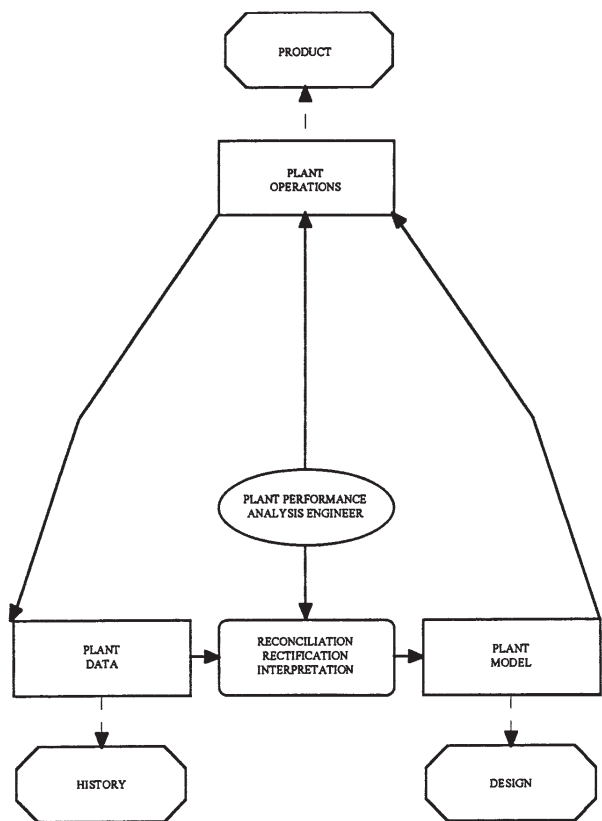 PRODUCT
PLANT
OPERATIONS
PLANT PERFORMANCE
ANALYSIS ENGINEER
PLANT
DATA
RECONCILIATION
RECTIFICATION
INTERPRETATION
PLANT
MODEL
HISTORY
DESIGN